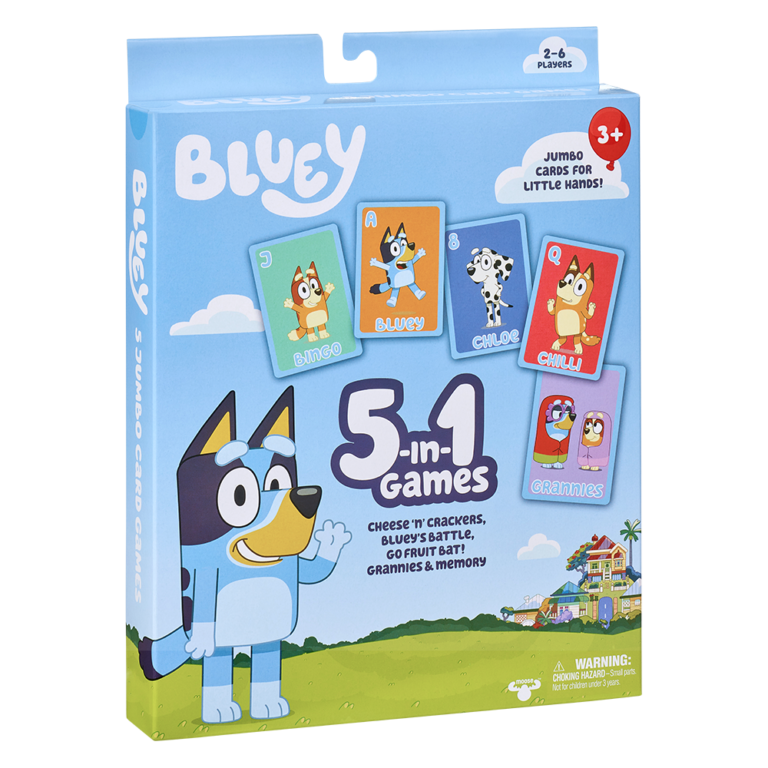 2-6
PLAYERS
BLUEY
3+
JUMBO
CARDS FOR
LITTLE HANDS!
BLUEY 5 JUMBO CARD GAMES
J
BINGO
A
BLUEY
8
CHLOE
Q
CHILLI
GRANNIES
5-in-1
Games
CHEESE 'N' CRACKERS,
BLUEY'S BATTLE,
GO FRUIT BAT!
GRANNIES & MEMORY
moose
WARNING:
CHOKING HAZARD–Small parts.
Not for children under 3 years.